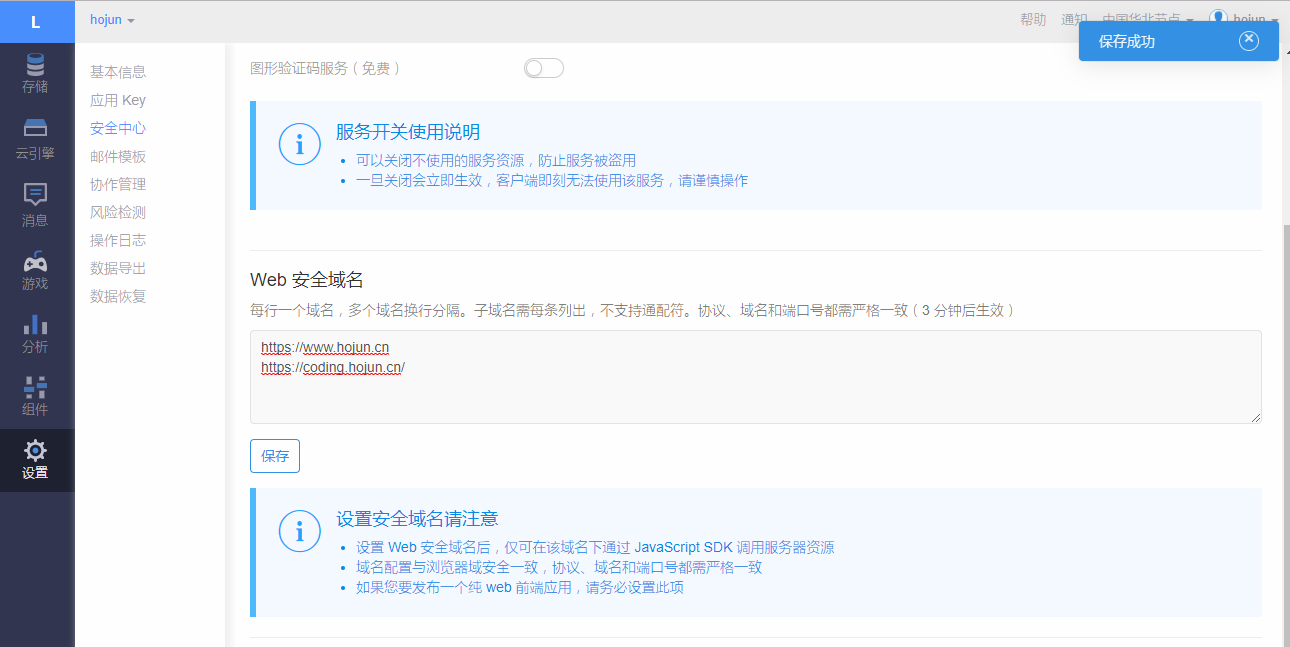 L
hojun
帮助 通知 中国华北节点 hojun
保存成功
存储
云引擎
消息
游戏
分析
组件
设置
基本信息
应用 Key
安全中心
邮件模板
协作管理
风险检测
操作日志
数据导出
数据恢复
图形验证码服务（免费）
服务开关使用说明
可以关闭不使用的服务资源，防止服务被盗用
一旦关闭会立即生效，客户端即刻无法使用该服务，请谨慎操作
Web 安全域名
每行一个域名，多个域名换行分隔。子域名需每条列出，不支持通配符。协议、域名和端口号都需严格一致（3 分钟后生效）
https://www.hojun.cn
https://coding.hojun.cn/
保存
设置安全域名请注意
设置 Web 安全域名后，仅可在该域名下通过 JavaScript SDK 调用服务器资源
域名配置与浏览器域安全一致，协议、域名和端口号都需严格一致
如果您要发布一个纯 web 前端应用，请务必设置此项